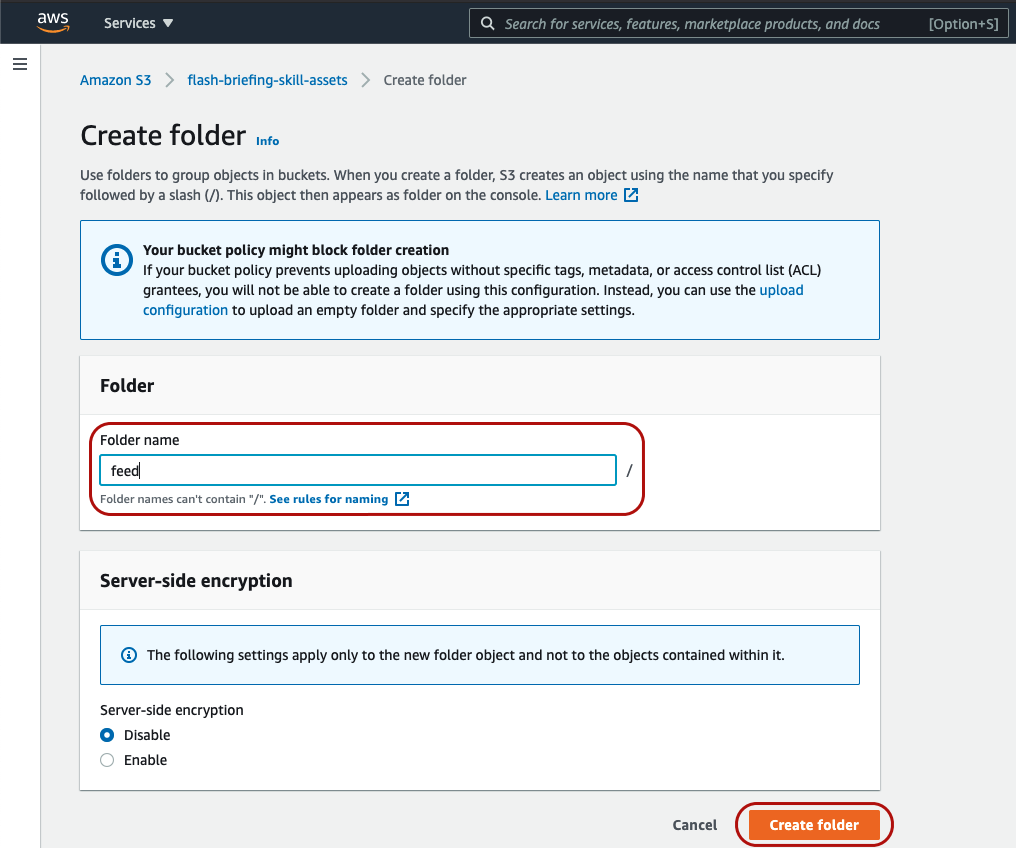 aws
Services ▼
Search for services, features, marketplace products, and docs
[Option+S]
Amazon S3 > flash-briefing-skill-assets > Create folder
Create folder Info
Use folders to group objects in buckets. When you create a folder, S3 creates an object using the name that you specify
followed by a slash (/). This object then appears as folder on the console. Learn more
Your bucket policy might block folder creation
If your bucket policy prevents uploading objects without specific tags, metadata, or access control list (ACL)
grantees, you will not be able to create a folder using this configuration. Instead, you can use the upload
configuration to upload an empty folder and specify the appropriate settings.
Folder
Folder name
feed /
Folder names can't contain "/". See rules for naming
Server-side encryption
The following settings apply only to the new folder object and not to the objects contained within it.
Server-side encryption
Disable
Enable
Cancel
Create folder